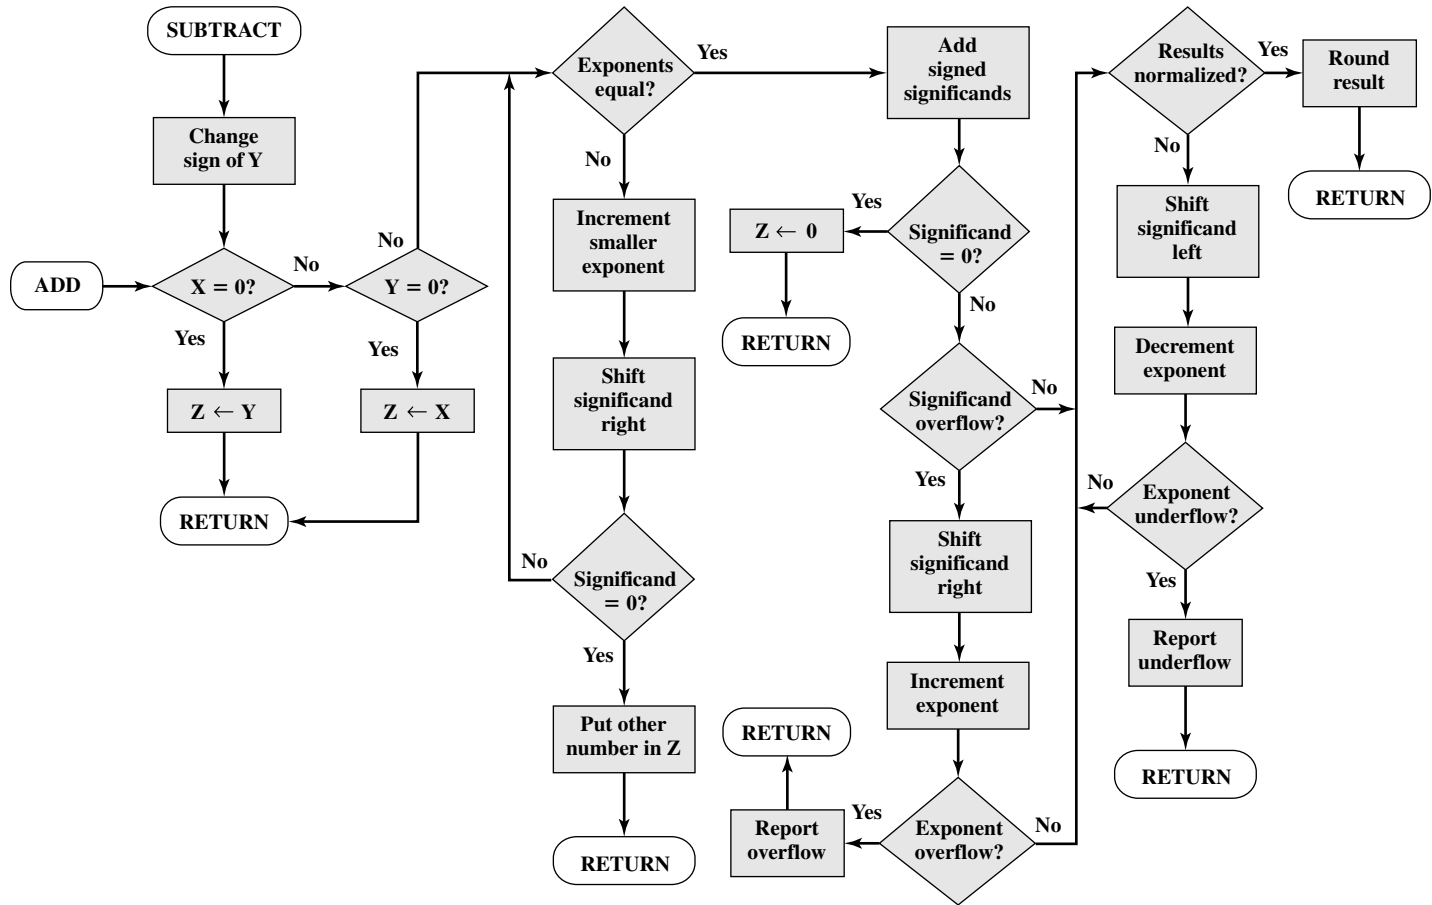 SUBTRACT
Change
sign of Y
ADD
X = 0?
No
Yes
Z ← Y
RETURN
Y = 0?
No
Yes
Z ← X
Exponents
equal?
Yes
No
Increment
smaller
exponent
Shift
significand
right
Significand
= 0?
No
Yes
Put other
number in Z
RETURN
Add
signed
significands
Significand
= 0?
Yes
Z ← 0
RETURN
No
Significand
overflow?
No
Yes
Shift
significand
right
Increment
exponent
Exponent
overflow?
Yes
Report
overflow
RETURN
No
Results
normalized?
Yes
Round
result
RETURN
No
Shift
significand
left
Decrement
exponent
Exponent
underflow?
No
Yes
Report
underflow
RETURN